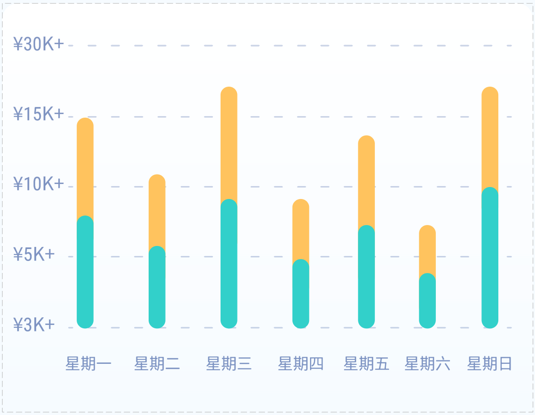 ¥30K+
¥15K+
¥10K+
¥5K+
¥3K+
星期一 星期二 星期三 星期四 星期五 星期六 星期日